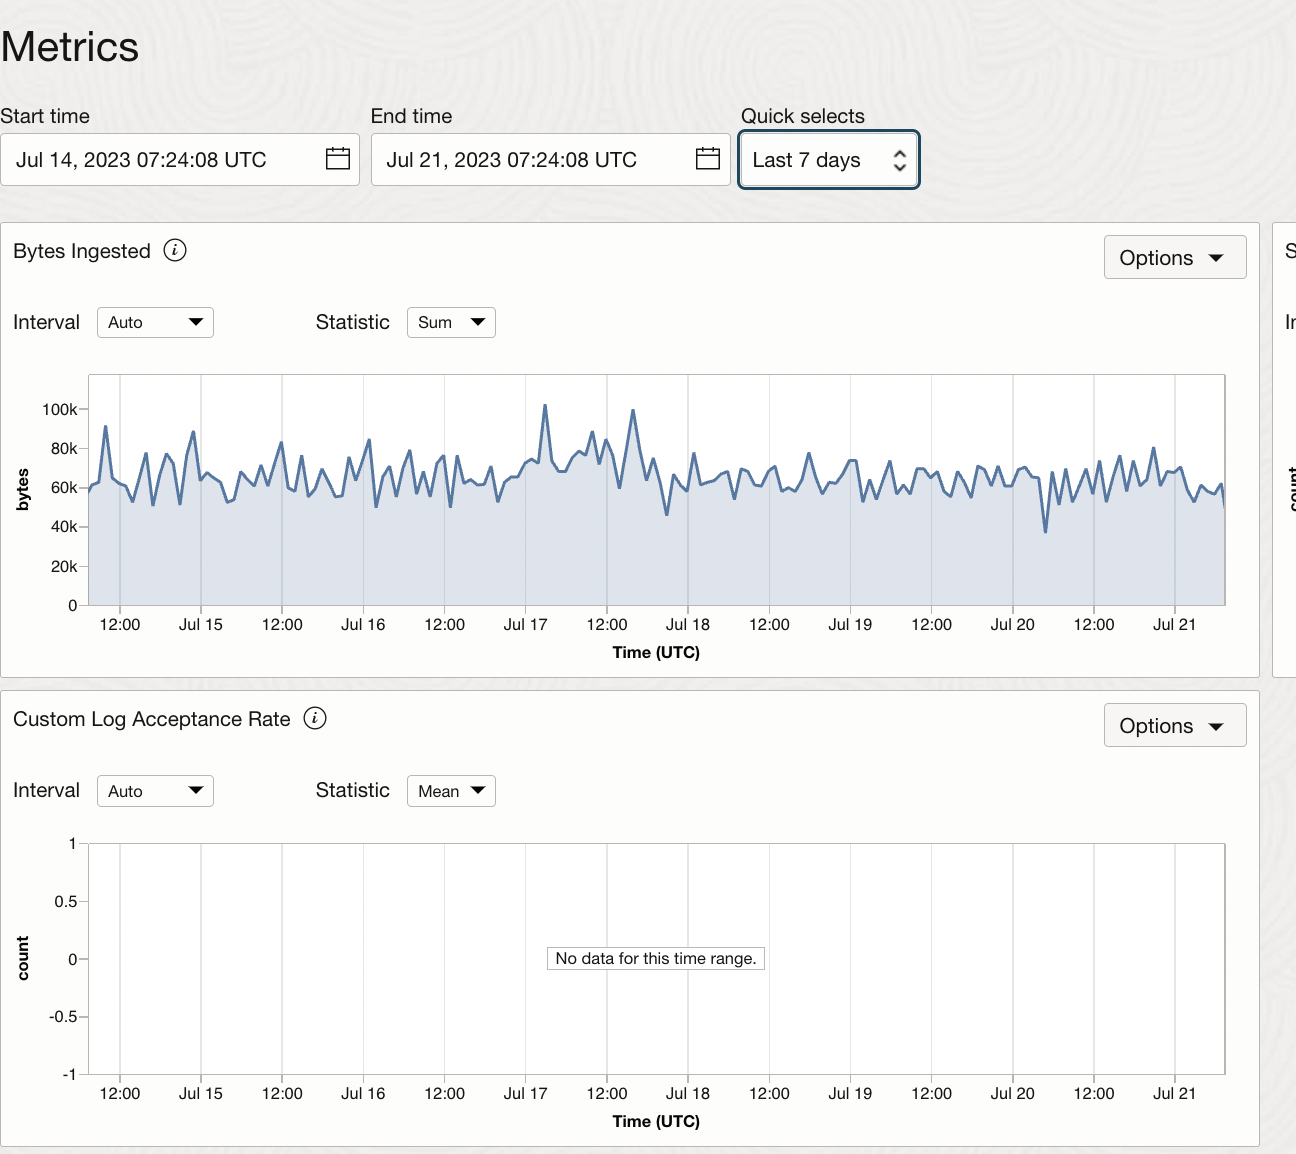 Metrics
Start time End time Quick selects
Jul 14, 2023 07:24:08 UTC Jul 21, 2023 07:24:08 UTC Last 7 days
Bytes Ingested i Options
Interval Auto Statistic Sum
100k
80k
60k
40k
20k
0
bytes
12:00 Jul 15 12:00 Jul 16 12:00 Jul 17 12:00 Jul 18 12:00 Jul 19 12:00 Jul 20 12:00 Jul 21
Time (UTC)
S
In
count
Custom Log Acceptance Rate i Options
Interval Auto Statistic Mean
1
0.5
0
-0.5
-1
count
No data for this time range.
12:00 Jul 15 12:00 Jul 16 12:00 Jul 17 12:00 Jul 18 12:00 Jul 19 12:00 Jul 20 12:00 Jul 21
Time (UTC)